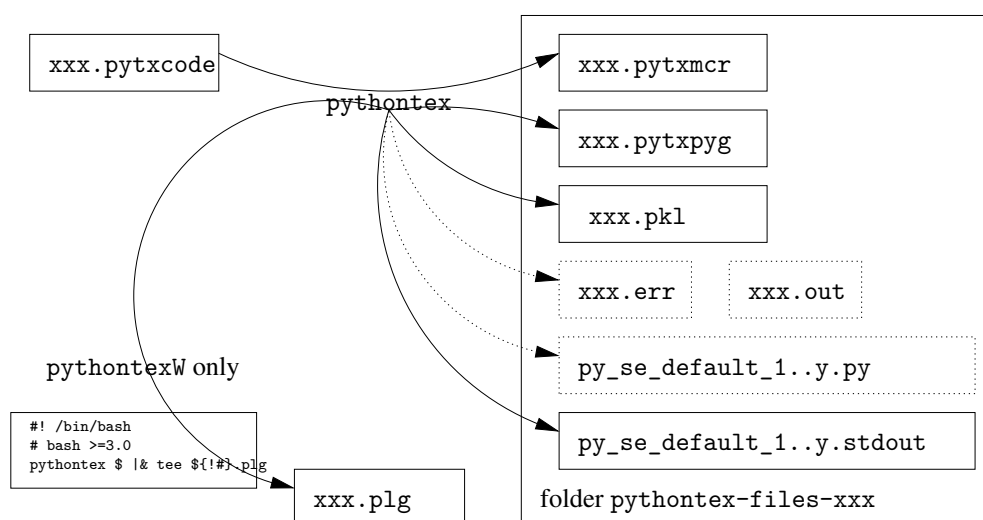 xxx.pytxcode
pythontex
xxx.pytxmcr
xxx.pytxpyg
xxx.pkl
xxx.err
xxx.out
py_se_default_1..y.py
py_se_default_1..y.stdout
folder pythontex-files-xxx
pythontexW only
#! /bin/bash
# bash >=3.0
pythontex $ |& tee ${!#}.plg
xxx.plg